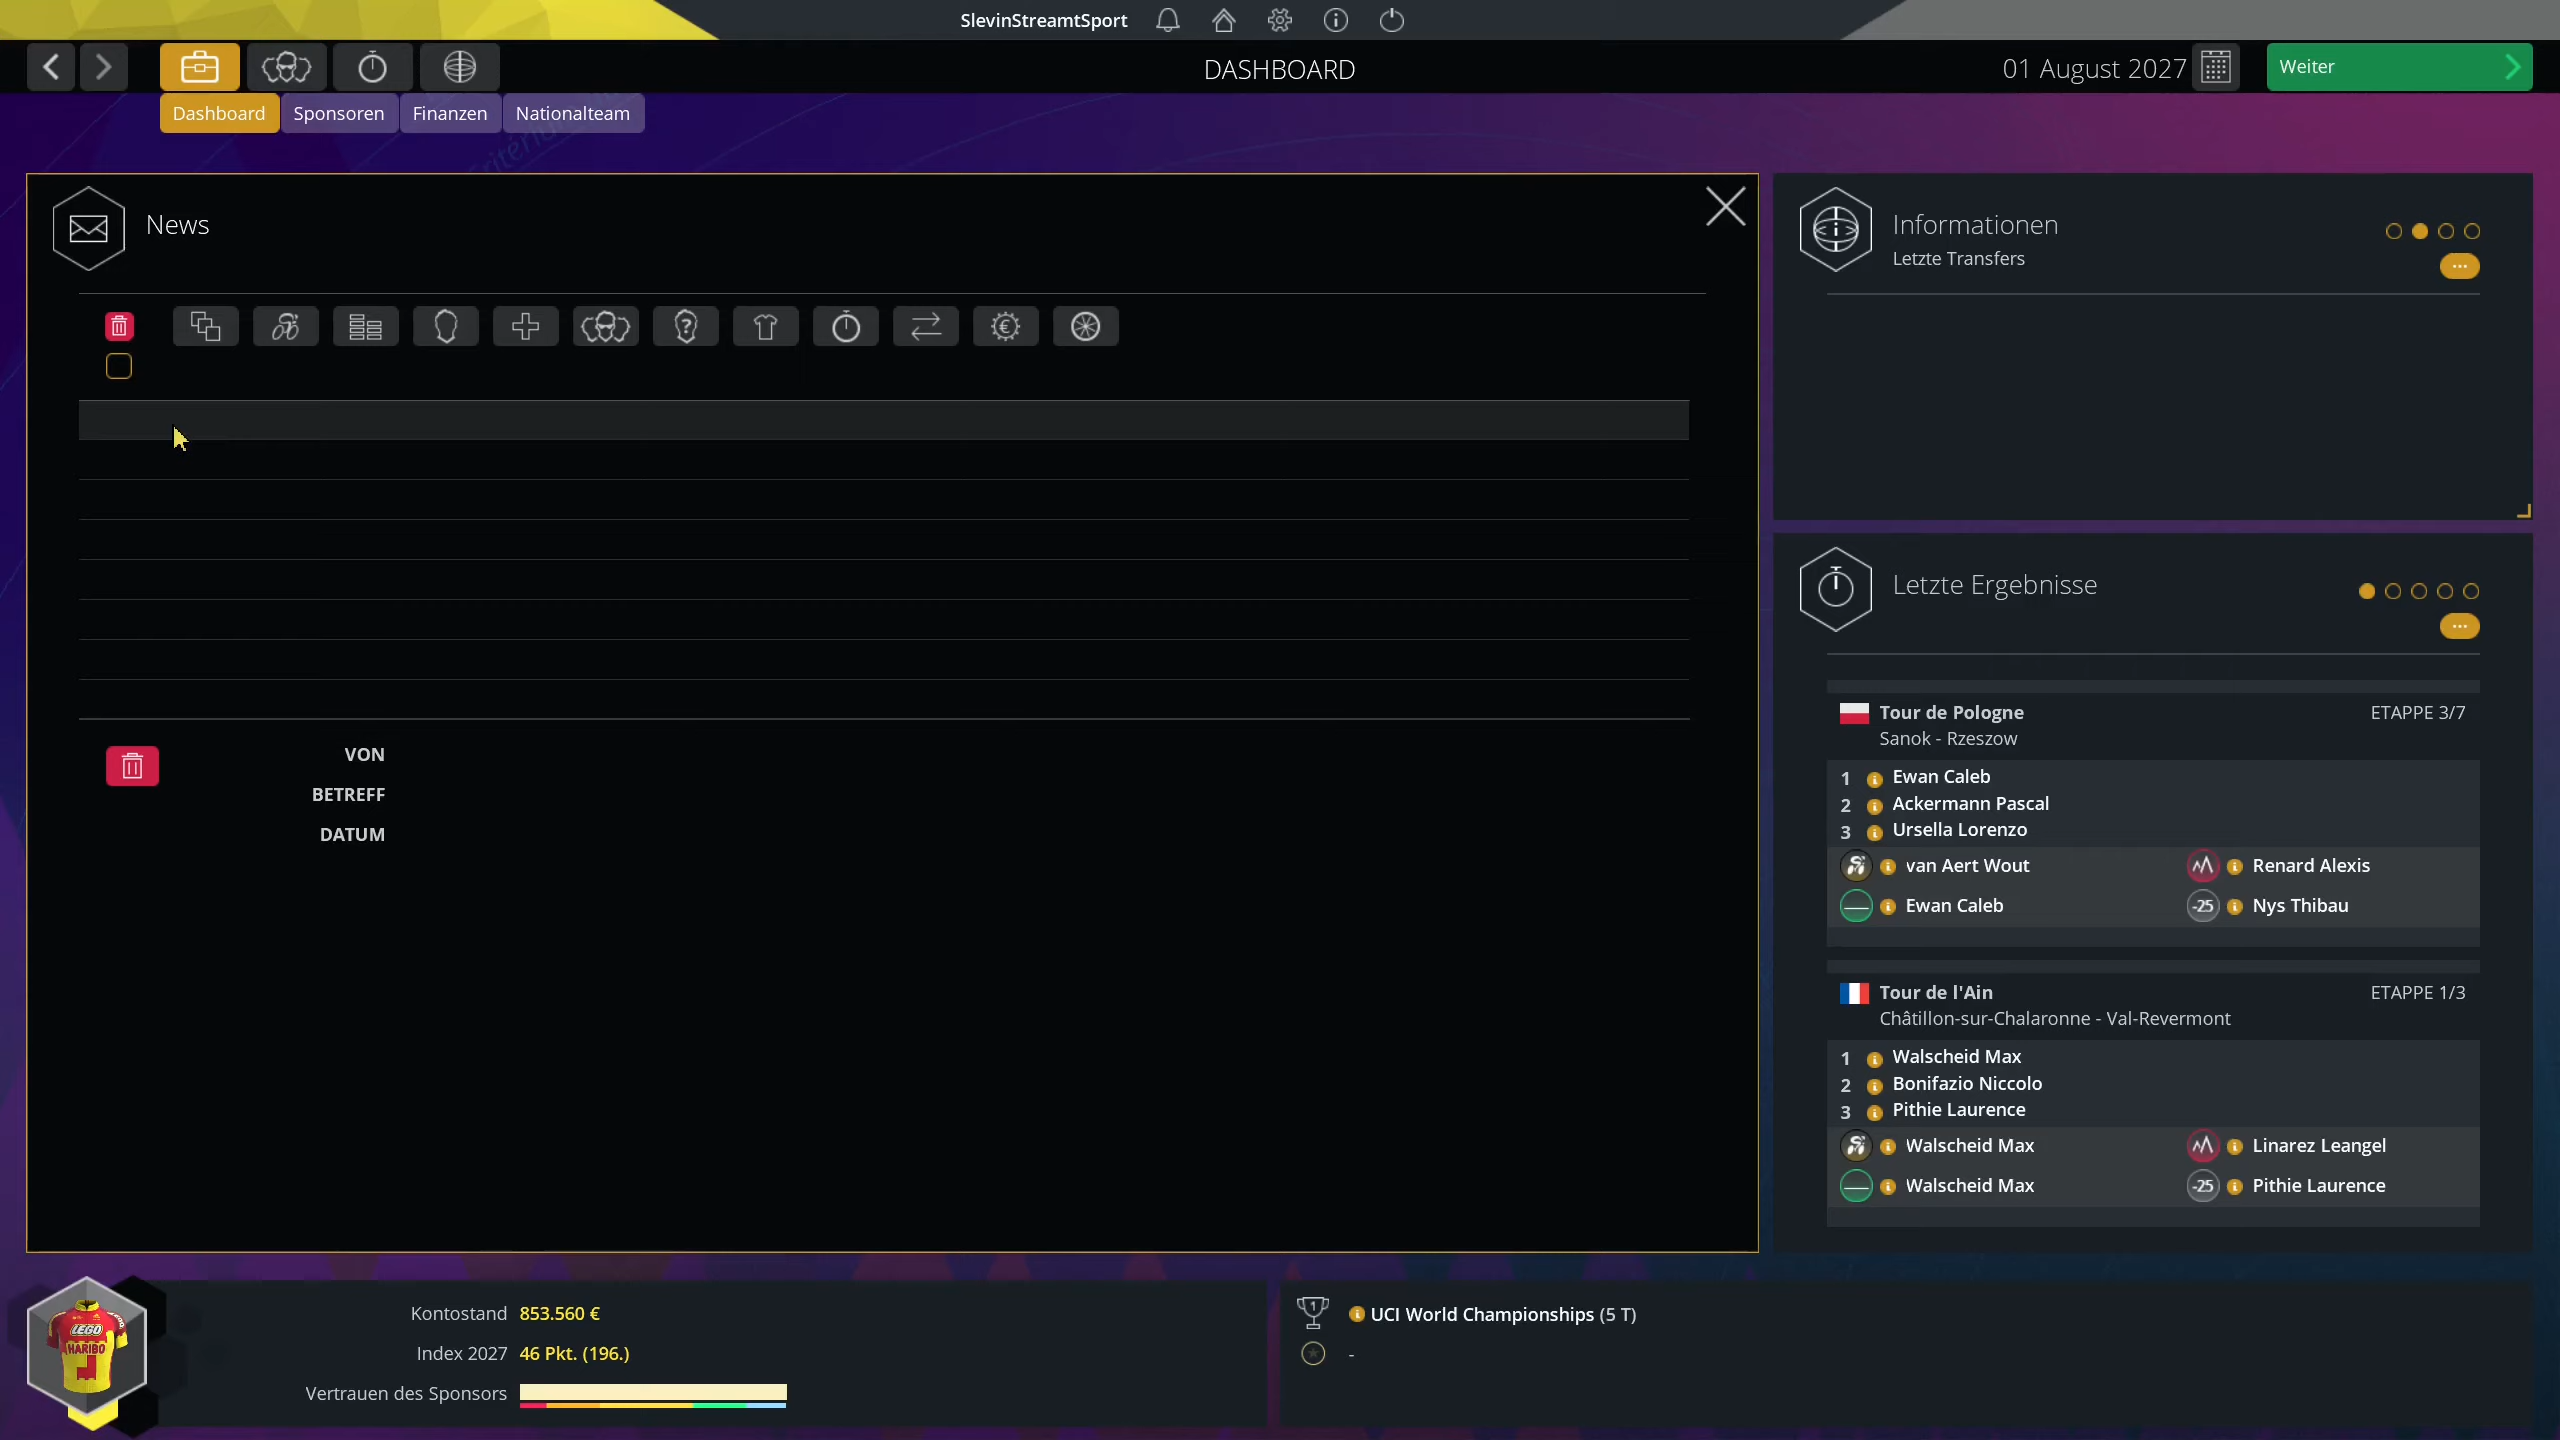 SlevinStreamtSport
DASHBOARD
01 August 2027
Weiter
Dashboard
Sponsoren
Finanzen
Nationalteam
News
VON
BETREFF
DATUM
Informationen
Letzte Transfers
Letzte Ergebnisse
Tour de Pologne ETAPPE 3/7
Sanok - Rzeszow
1 Ewan Caleb
2 Ackermann Pascal
3 Ursella Lorenzo
van Aert Wout
Renard Alexis
Ewan Caleb
-25 Nys Thibau
Tour de l'Ain ETAPPE 1/3
Châtillon-sur-Chalaronne - Val-Revermont
1 Walscheid Max
2 Bonifazio Niccolo
3 Pithie Laurence
Walscheid Max
Linarez Leangel
Walscheid Max
-25 Pithie Laurence
LEGO
HARIBO
Kontostand 853.560 €
Index 2027 46 Pkt. (196.)
Vertrauen des Sponsors
UCI World Championships (5 T)
-